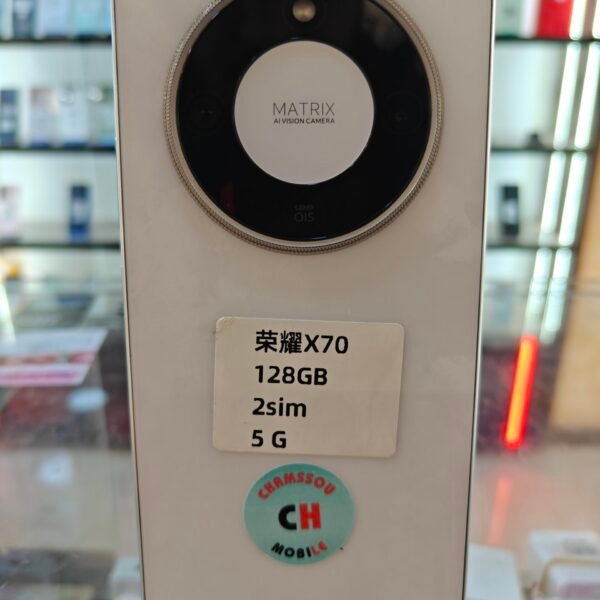 MATRIX
AI VISION CAMERA
OIS
荣耀X70
128GB
2sim
5 G
CHAMSSOU
CH
MOBILE